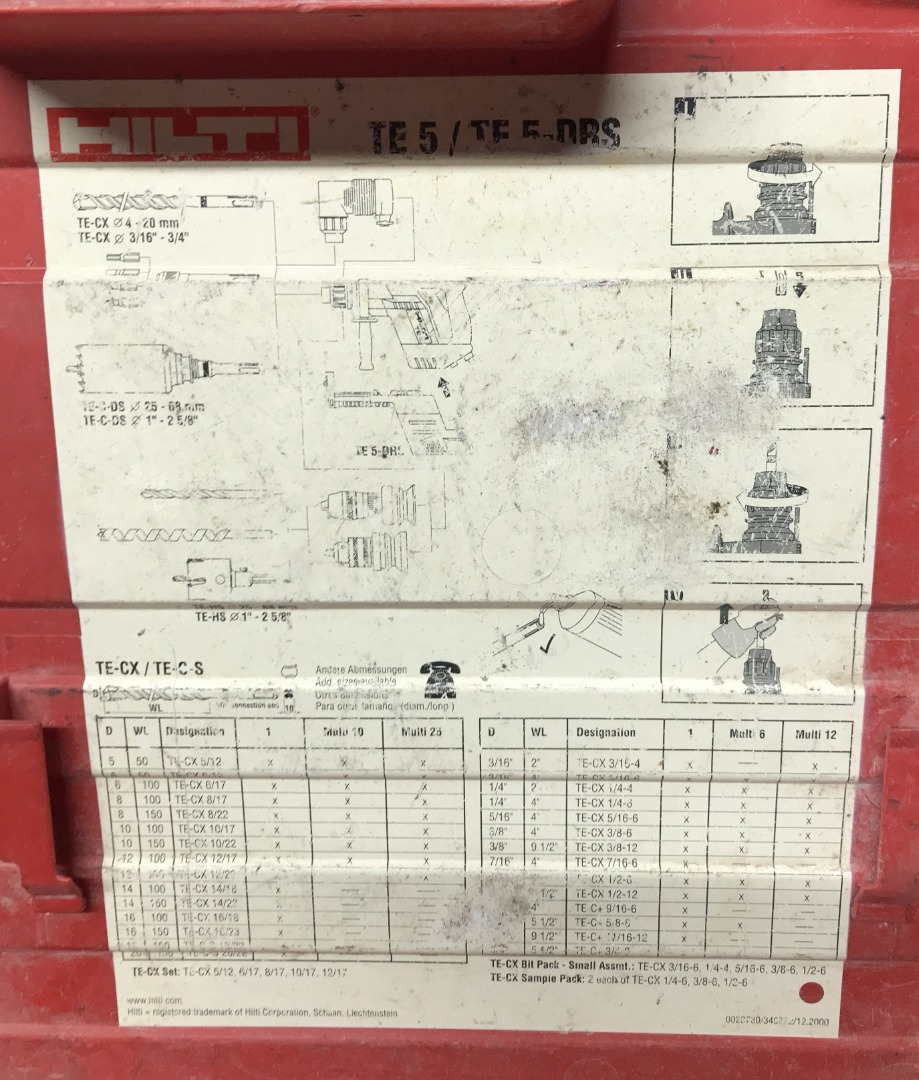 HILTI
TE 5 / TE 5-DRS
TE-CX Ø 4 - 20 mm
TE-CX Ø 3/16" - 3/4"
TE-C-DS Ø 25 - 68 mm
TE-C-DS Ø 1" - 2 5/8"
TE 5-DRS
TE-HS Ø 1" - 2 5/8"
IV
TE-CX / TE-C-S
Andere Abmessungen
Add. sizes available
Otras dimensions
Para otros tamaño (diam./long.)
D
WL
10
D WL Designation 1 Multi 10 Multi 25
5 50 TE-CX 5/12 x x x
6 100 TE-CX 6/17 x x x
8 100 TE-CX 8/17 x x x
8 150 TE-CX 8/22 x x x
10 100 TE-CX 10/17 x x x
10 150 TE-CX 10/22 x x x
12 100 TE-CX 12/17 x x x
14 100 TE-CX 14/18 x — —
14 150 TE-CX 14/23 x — —
16 100 TE-CX 16/18 x — —
16 150 x — —
D WL Designation 1 Multi 6 Multi 12
3/16" 2" TE-CX 3/16-4 x — x
1/4" 2" TE-CX 1/4-4 x x x
1/4" 4" TE-CX 1/4-6 x x x
5/16" 4" TE-CX 5/16-6 x x x
3/8" 4" TE-CX 3/8-6 x x x
3/8" 9 1/2" TE-CX 3/8-12 x x x
7/16" 4" TE-CX 7/16-6 x — —
TE-CX 1/2-6 x x x
TE-CX 1/2-12 x x x
4" 9/16-6 x — —
5 1/2" 5/8-6 x x —
9 1/2" x — —
TE-CX Set: TE-CX 5/12, 6/17, 8/17, 10/17, 12/17
TE-CX Bit Pack - Small Assmt.: TE-CX 3/16-6, 1/4-4, 5/16-6, 3/8-6, 1/2-6
TE-CX Sample Pack: 2 each of TE-CX 1/4-6, 3/8-6, 1/2-6
www.hilti.com
Hilti = registered trademark of Hilti Corporation, Schaan, Liechtenstein
/12.2000